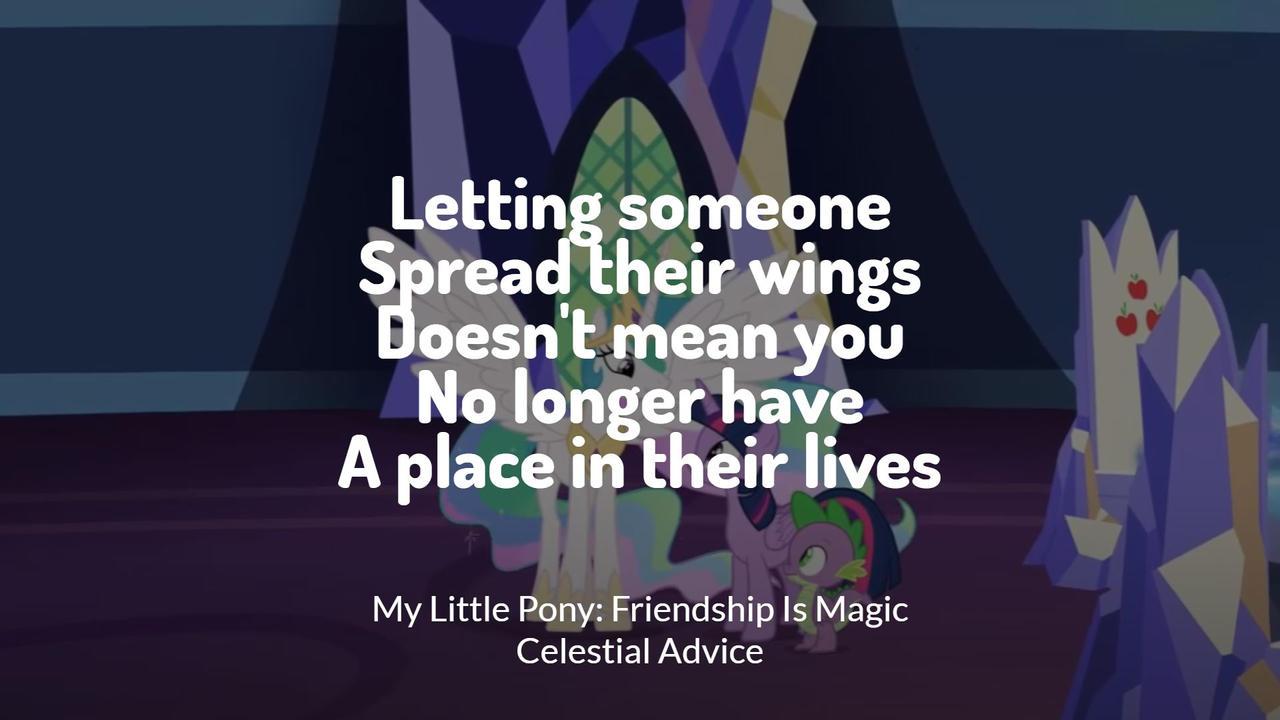 Letting someone
Spread their wings
Doesn't mean you
No longer have
A place in their lives
My Little Pony: Friendship Is Magic
Celestial Advice